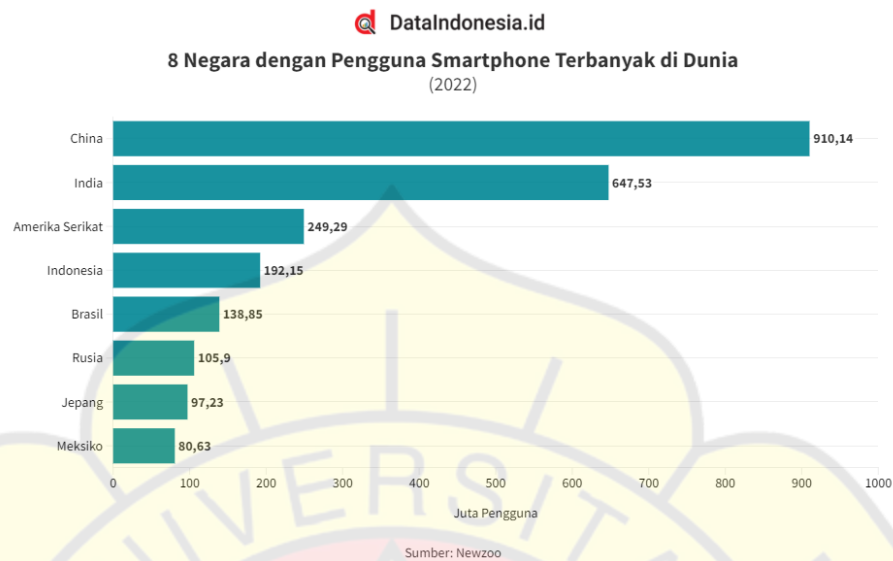 DataIndonesia.id
8 Negara dengan Pengguna Smartphone Terbanyak di Dunia
(2022)
China 910,14
India 647,53
Amerika Serikat 249,29
Indonesia 192,15
Brasil 138,85
Rusia 105,9
Jepang 97,23
Meksiko 80,63
0 100 200 300 400 500 600 700 800 900 1000
Juta Pengguna
Sumber: Newzoo